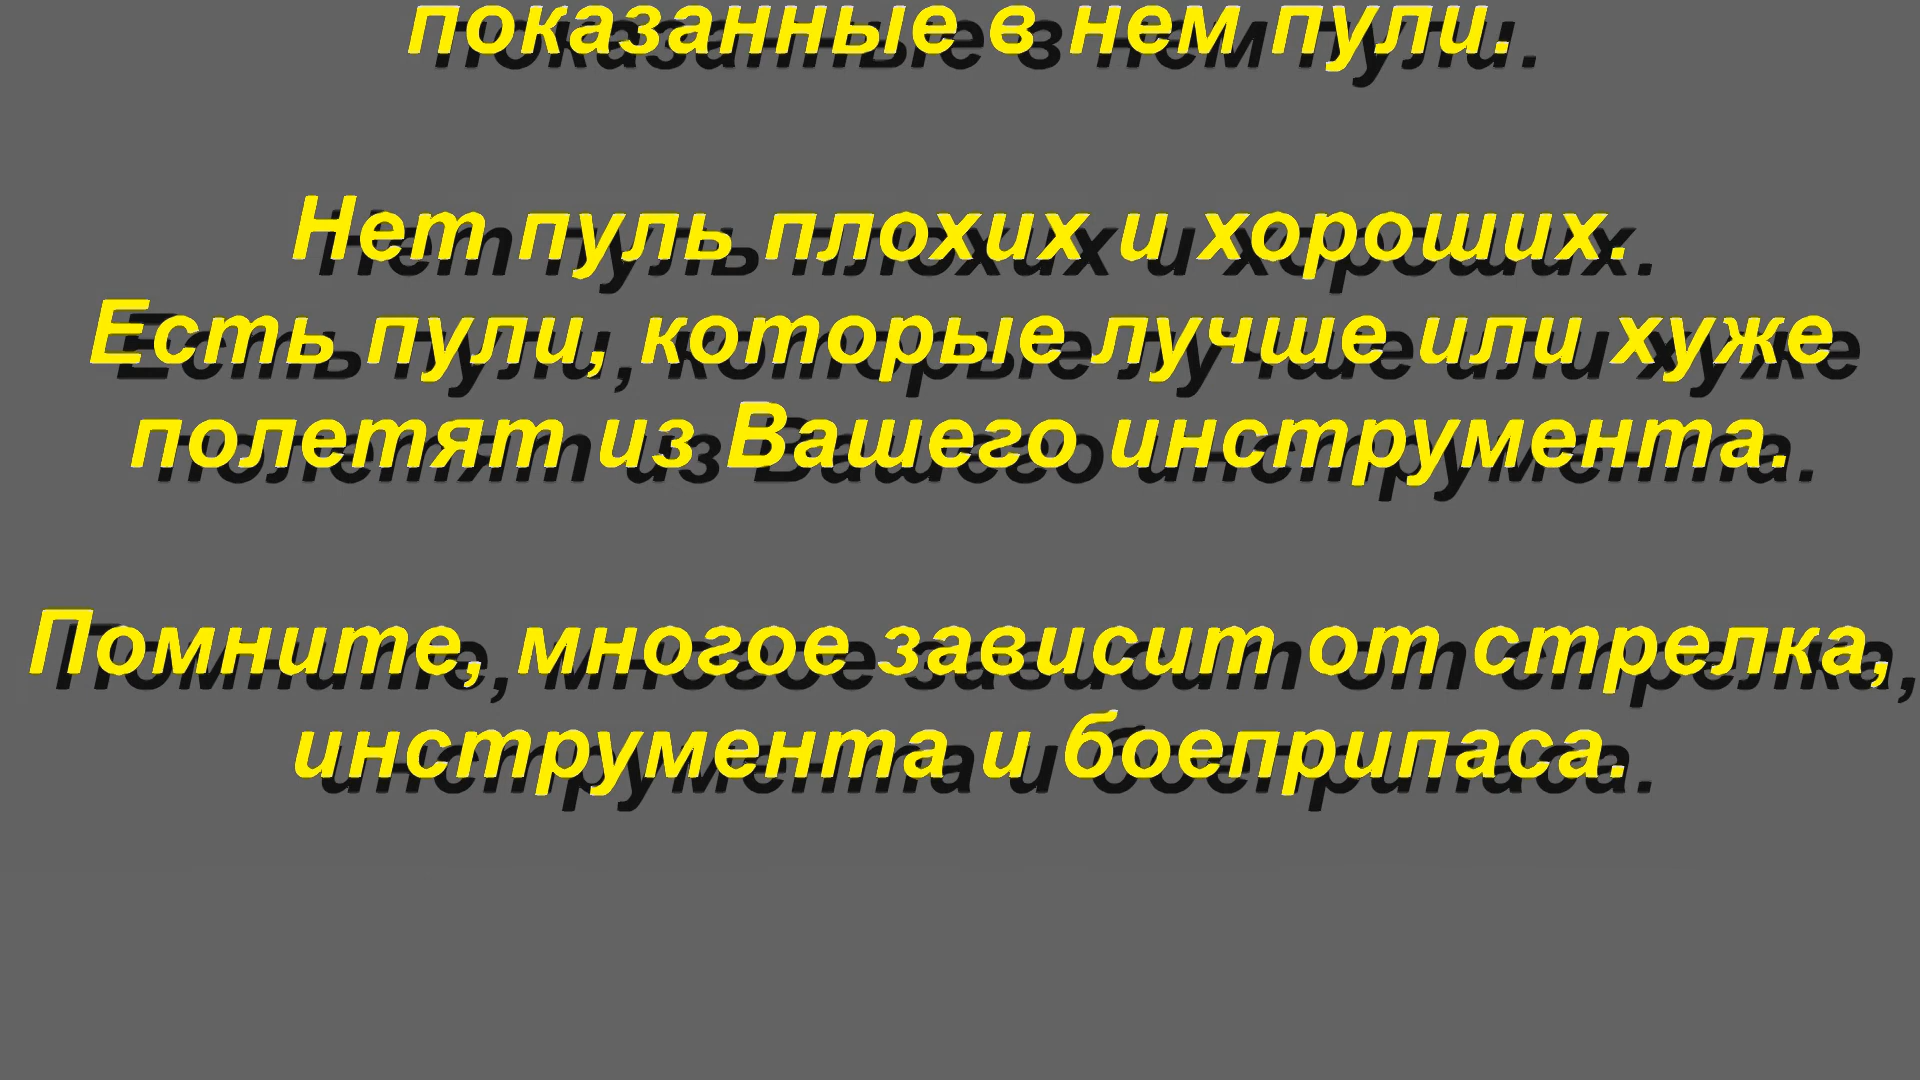 показанные в нем пули.
Нет пуль плохих и хороших.
Есть пули, которые лучше или хуже
полетят из Вашего инструмента.
Помните, многое зависит от стрелка,
инструмента и боеприпаса.